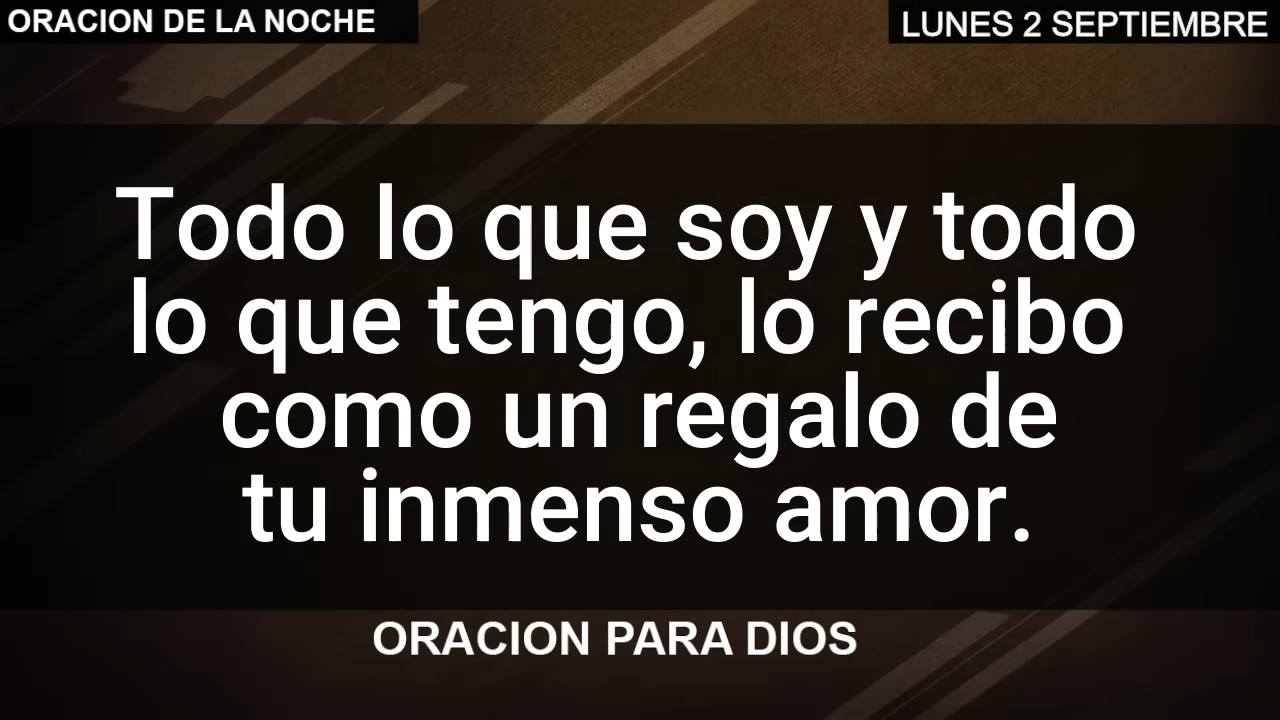 ORACION DE LA NOCHE
LUNES 2 SEPTIEMBRE
Todo lo que soy y todo
lo que tengo, lo recibo
como un regalo de
tu inmenso amor.
ORACION PARA DIOS